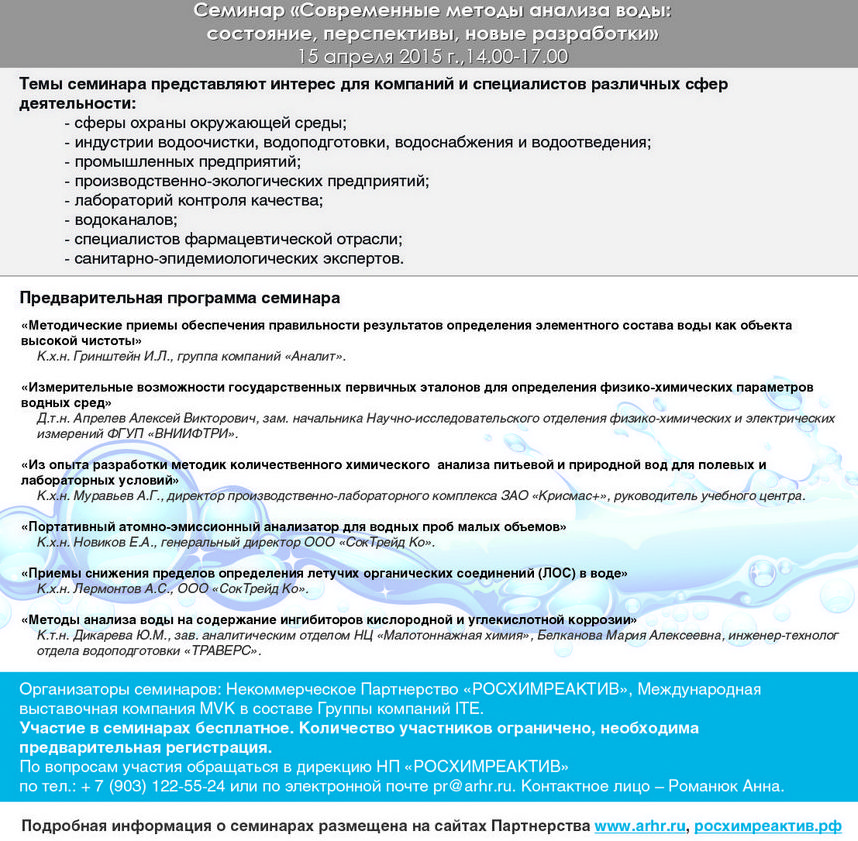 Семинар «Современные методы анализа воды:
состояние, перспективы, новые разработки»
15 апреля 2015 г.,14.00-17.00
Темы семинара представляют интерес для компаний и специалистов различных сфер
деятельности:
- сферы охраны окружающей среды;
- индустрии водоочистки, водоподготовки, водоснабжения и водоотведения;
- промышленных предприятий;
- производственно-экологических предприятий;
- лабораторий контроля качества;
- водоканалов;
- специалистов фармацевтической отрасли;
- санитарно-эпидемиологических экспертов.
Предварительная программа семинара
«Методические приемы обеспечения правильности результатов определения элементного состава воды как объекта
высокой чистоты»
К.х.н. Гринштейн И.Л., группа компаний «Аналит».
«Измерительные возможности государственных первичных эталонов для определения физико-химических параметров
водных сред»
Д.т.н. Апрелев Алексей Викторович, зам. начальника Научно-исследовательского отделения физико-химических и электрических
измерений ФГУП «ВНИИФТРИ».
«Из опыта разработки методик количественного химического анализа питьевой и природной вод для полевых и
лабораторных условий»
К.х.н. Муравьев А.Г., директор производственно-лабораторного комплекса ЗАО «Крисмас+», руководитель учебного центра.
«Портативный атомно-эмиссионный анализатор для водных проб малых объемов»
К.х.н. Новиков Е.А., генеральный директор ООО «СокТрейд Ко».
«Приемы снижения пределов определения летучих органических соединений (ЛОС) в воде»
К.х.н. Лермонтов А.С., ООО «СокТрейд Ко».
«Методы анализа воды на содержание ингибиторов кислородной и углекислотной коррозии»
К.т.н. Дикарева Ю.М., зав. аналитическим отделом НЦ «Малотоннажная химия», Белканова Мария Алексеевна, инженер-технолог
отдела водоподготовки «ТРАВЕРС».
Организаторы семинаров: Некоммерческое Партнерство «РОСХИМРЕАКТИВ», Международная
выставочная компания MVK в составе Группы компаний ITE.
Участие в семинарах бесплатное. Количество участников ограничено, необходима
предварительная регистрация.
По вопросам участия обращаться в дирекцию НП «РОСХИМРЕАКТИВ»
по тел.: + 7 (903) 122-55-24 или по электронной почте pr@arhr.ru. Контактное лицо – Романюк Анна.
Подробная информация о семинарах размещена на сайтах Партнерства www.arhr.ru, росхимреактив.рф